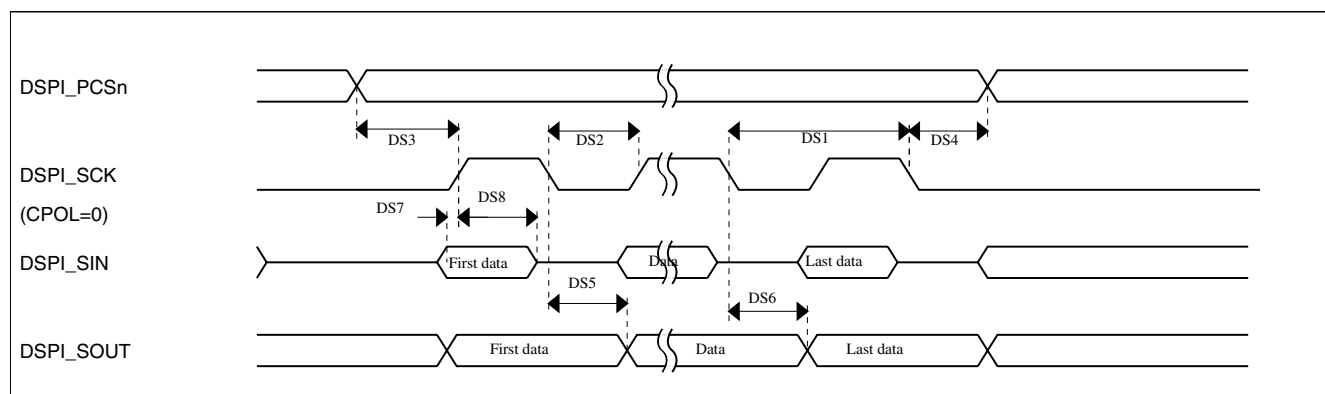 DSPI_PCSn
DS3
DS2
DS1
DS4
DSPI_SCK
(CPOL=0)
DS7
DS8
DSPI_SIN
First data
Data
Last data
DS5
DS6
DSPI_SOUT
First data
Data
Last data